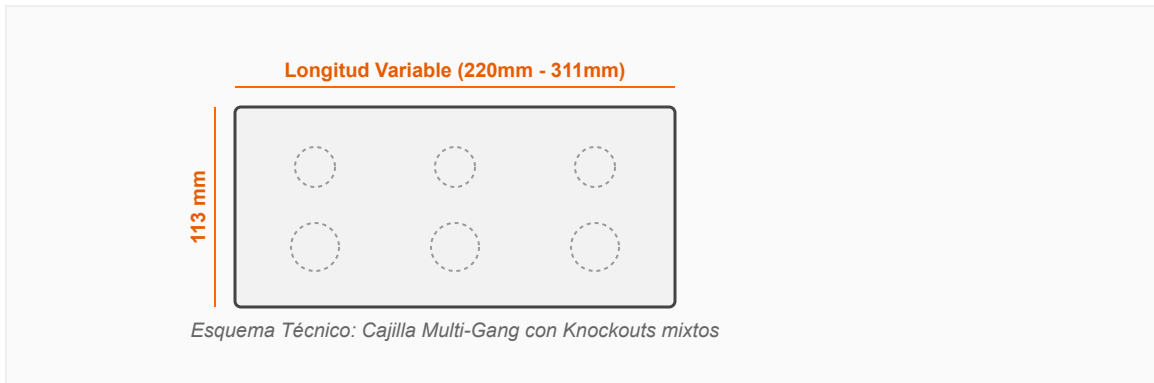 Longitud Variable (220mm - 311mm)
113 mm
Esquema Técnico: Cajilla Multi-Gang con Knockouts mixtos